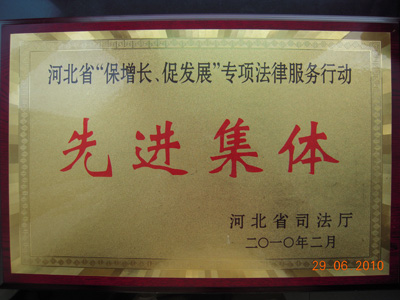 河北省“保增长、促发展”专项法律服务行动
先进集体
河北省司法厅
二〇一〇年二月
29 06 2010